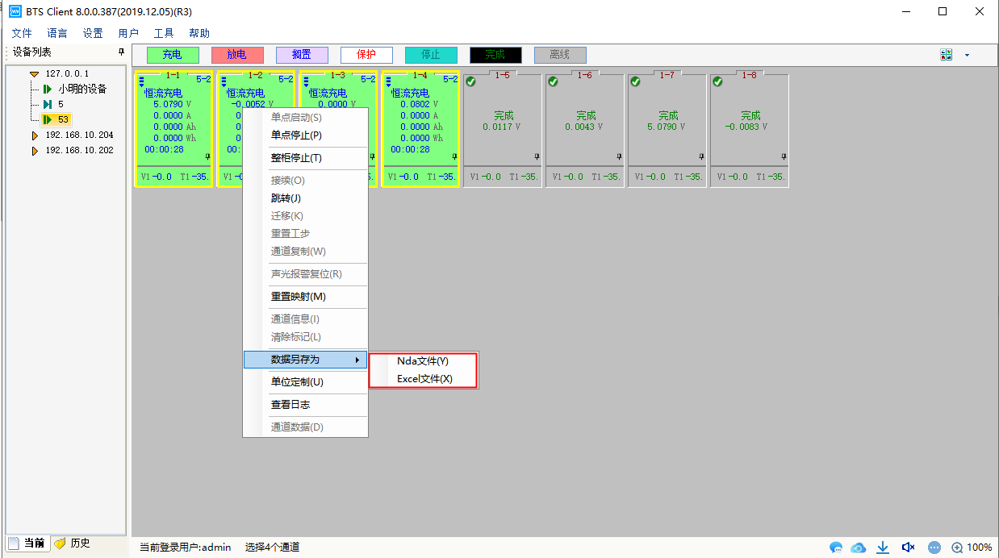 BTS Client 8.0.0.387(2019.12.05)(R3)
文件 语言 设置 用户 工具 帮助
设备列表
充电 放电 搁置 保护 停止 完成 离线
127.0.0.1
小明的设备
5
53
192.168.10.204
192.168.10.202
1-1 5-2
恒流充电
5.0790 V
0.0000 A
0.0000 Ah
0.0000 Wh
00:00:28
V1-0.0 T1-35.
1-2 5-2
恒流充电
-0.0052 V
0
0
0
00:
V1-0
1-3 5-2
恒流充电
0.0000 V
5.
1-4 5-2
恒流充电
0.0802 V
0.0000 A
0.0000 Ah
0.0000 Wh
00:00:28
V1-0.0 T1-35.
1-5
完成
0.0117 V
V1-0.0 T1-35.
1-6
完成
0.0043 V
V1-0.0 T1-35.
1-7
完成
5.0790 V
V1-0.0 T1-35.
1-8
完成
-0.0083 V
V1-0.0 T1-35.
单点启动(S)
单点停止(P)
整柜停止(T)
接续(O)
跳转(J)
迁移(K)
重置工步
通道复制(W)
声光报警复位(R)
重置映射(M)
通道信息(I)
清除标记(L)
数据另存为
Nda文件(Y)
Excel文件(X)
单位定制(U)
查看日志
通道数据(D)
当前 历史
当前登录用户:admin 选择4个通道
100%